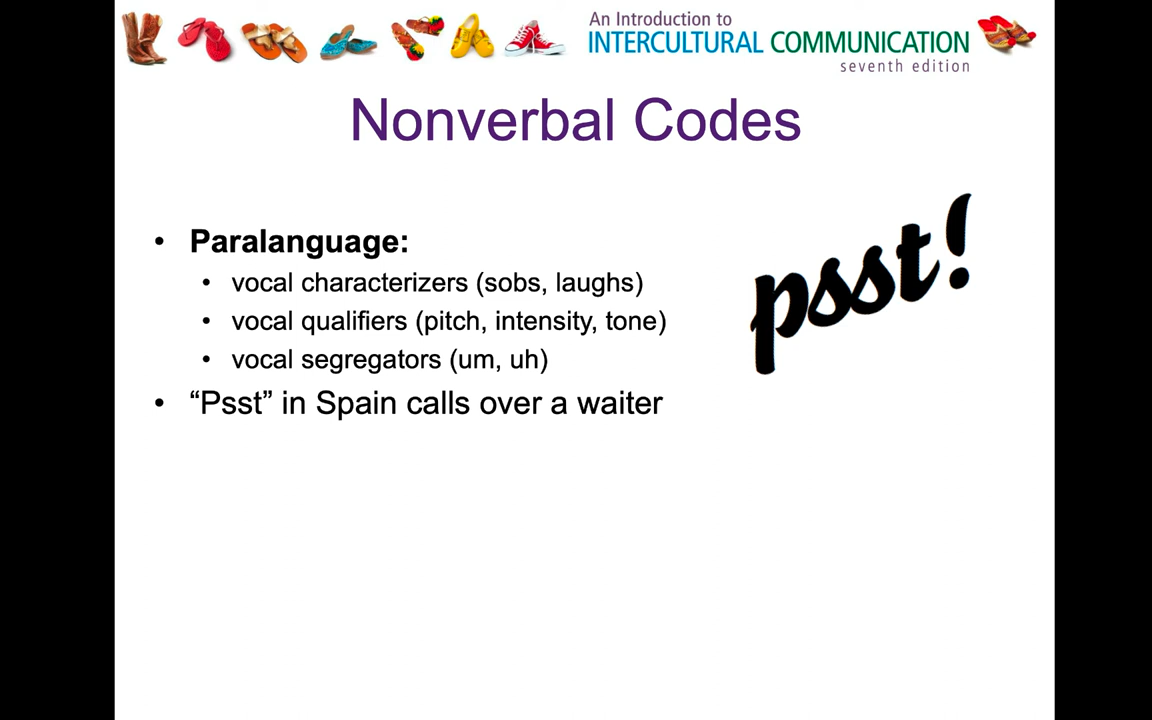 An Introduction to
INTERCULTURAL COMMUNICATION
seventh edition
Nonverbal Codes
• Paralanguage:
• vocal characterizers (sobs, laughs)
• vocal qualifiers (pitch, intensity, tone)
• vocal segregators (um, uh)
• “Psst” in Spain calls over a waiter
psst!